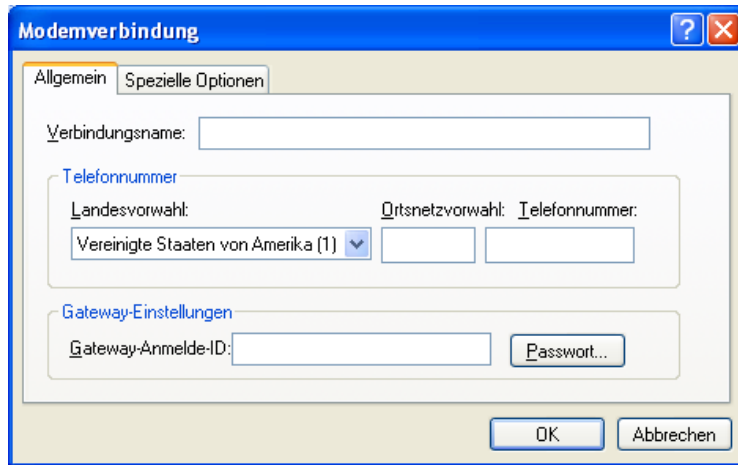 Modemverbindung
Allgemein Spezielle Optionen
Verbindungsname:
Telefonnummer
Landesvorwahl: Ortsnetzvorwahl: Telefonnummer:
Vereinigte Staaten von Amerika (1)
Gateway-Einstellungen
Gateway-Anmelde-ID: Passwort...
OK Abbrechen